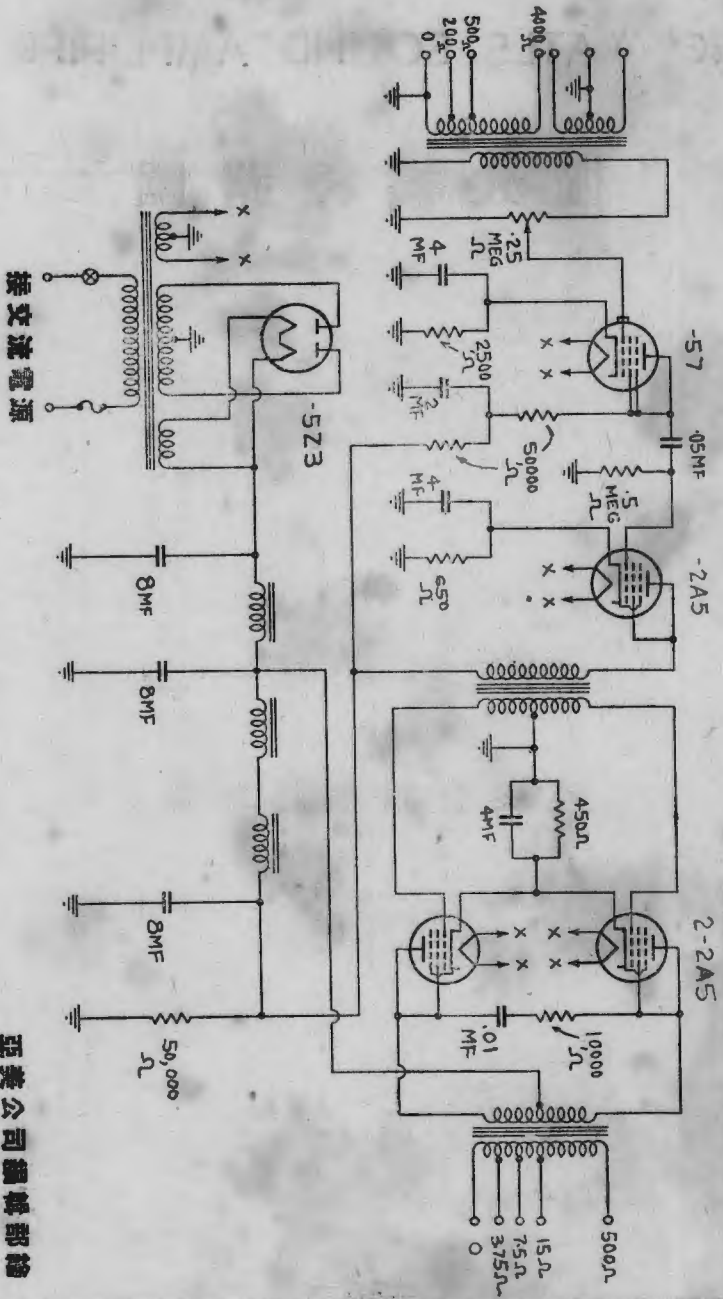 4000Ω
500Ω
200Ω
0
.25
MEG
Ω
4
MF
2500
Ω
2
MF
50000
Ω
-57
X
X
.05MF
.5
MEG
Ω
4
MF
650
Ω
-2A5
X
X
450Ω
4MF
2-2A5
X
X
X
X
10000
Ω
.01
MF
500Ω
15Ω
7.5Ω
3.75Ω
0
X
X
-5Z3
8MF
8MF
8MF
50,000
Ω
接交流電源
亞美公司編輯部繪